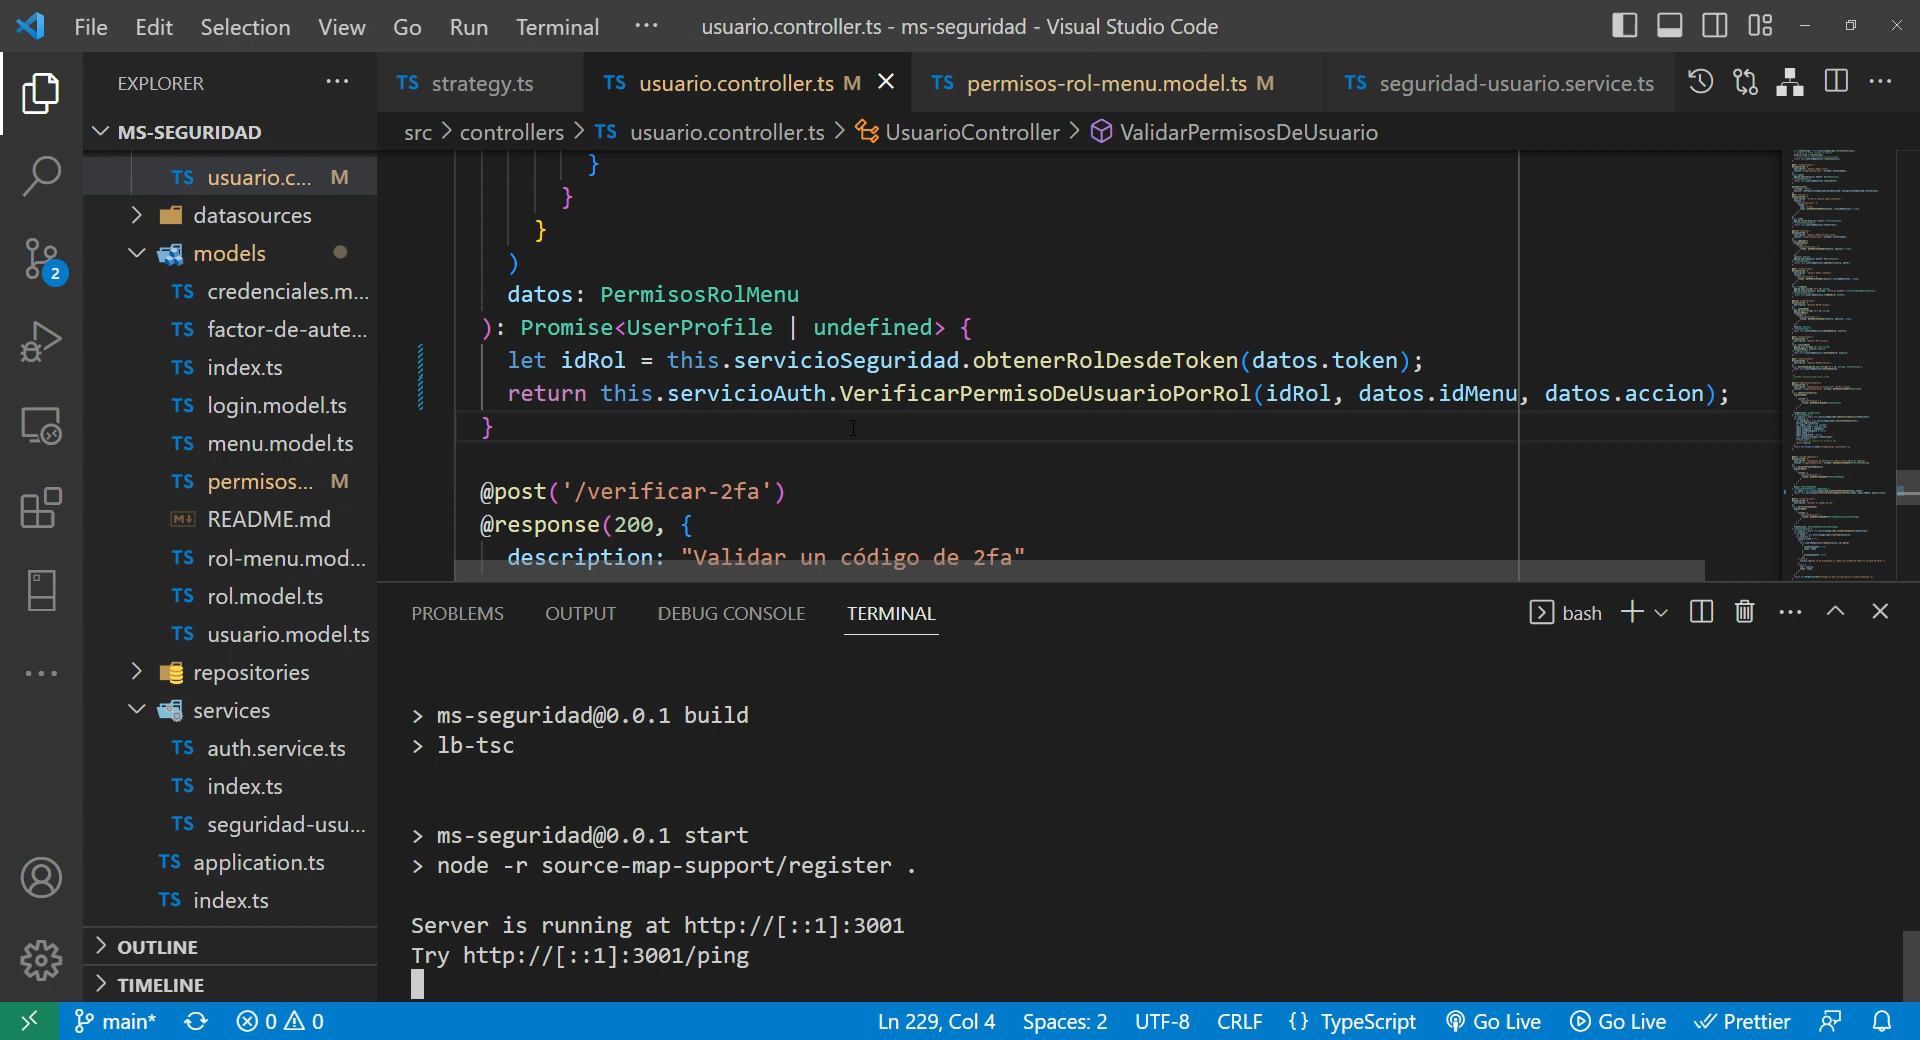 File Edit Selection View Go Run Terminal ··· usuario.controller.ts - ms-seguridad - Visual Studio Code
EXPLORER ···
TS strategy.ts TS usuario.controller.ts M TS permisos-rol-menu.model.ts M TS seguridad-usuario.service.ts ···
MS-SEGURIDAD
src > controllers > TS usuario.controller.ts > UsuarioController > ValidarPermisosDeUsuario
TS usuario.c... M
datasources
models
TS credenciales.m...
TS factor-de-aute...
TS index.ts
TS login.model.ts
TS menu.model.ts
TS permisos... M
README.md
TS rol-menu.mod...
TS rol.model.ts
TS usuario.model.ts
repositories
services
TS auth.service.ts
TS index.ts
TS seguridad-usu...
TS application.ts
TS index.ts
OUTLINE
TIMELINE
2
}
}
}
)
datos: PermisosRolMenu
): Promise<UserProfile | undefined> {
let idRol = this.servicioSeguridad.obtenerRolDesdeToken(datos.token);
return this.servicioAuth.VerificarPermisoDeUsuarioPorRol(idRol, datos.idMenu, datos.accion);
}
@post('/verificar-2fa')
@response(200, {
description: "Validar un código de 2fa"
PROBLEMS OUTPUT DEBUG CONSOLE TERMINAL bash
> ms-seguridad@0.0.1 build
> lb-tsc
> ms-seguridad@0.0.1 start
> node -r source-map-support/register .
Server is running at http://[::1]:3001
Try http://[::1]:3001/ping
main* 0 0 Ln 229, Col 4 Spaces: 2 UTF-8 CRLF {} TypeScript Go Live Go Live Prettier